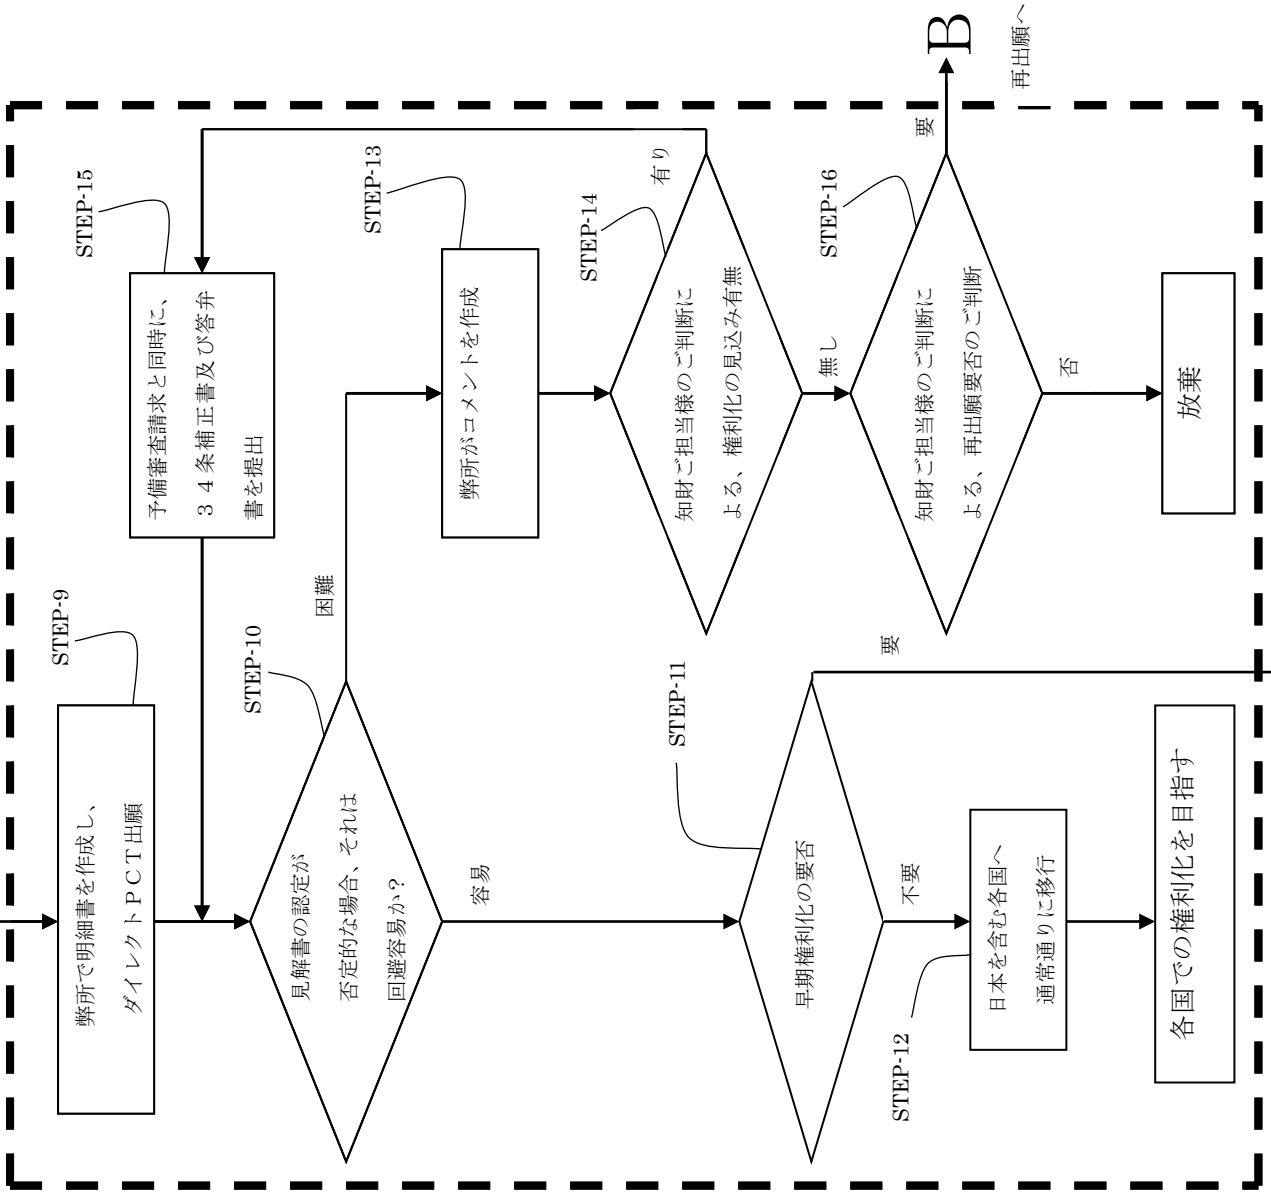 STEP-9
弊所で明細書を作成し、
ダイレクトＰＣＴ出願
STEP-15
予備審査請求と同時に、
３４条補正書及び答弁
書を提出
STEP-10
見解書の認定が
否定的な場合、それは
回避容易か？
困難
容易
STEP-13
弊所がコメントを作成
STEP-14
知財ご担当様のご判断に
よる、権利化の見込み有無
有り
無し
STEP-16
知財ご担当様のご判断に
よる、再出願要否のご判断
要
B
再出願へ
否
放棄
STEP-11
早期権利化の要否
要
不要
STEP-12
日本を含む各国へ
通常通りに移行
各国での権利化を目指す